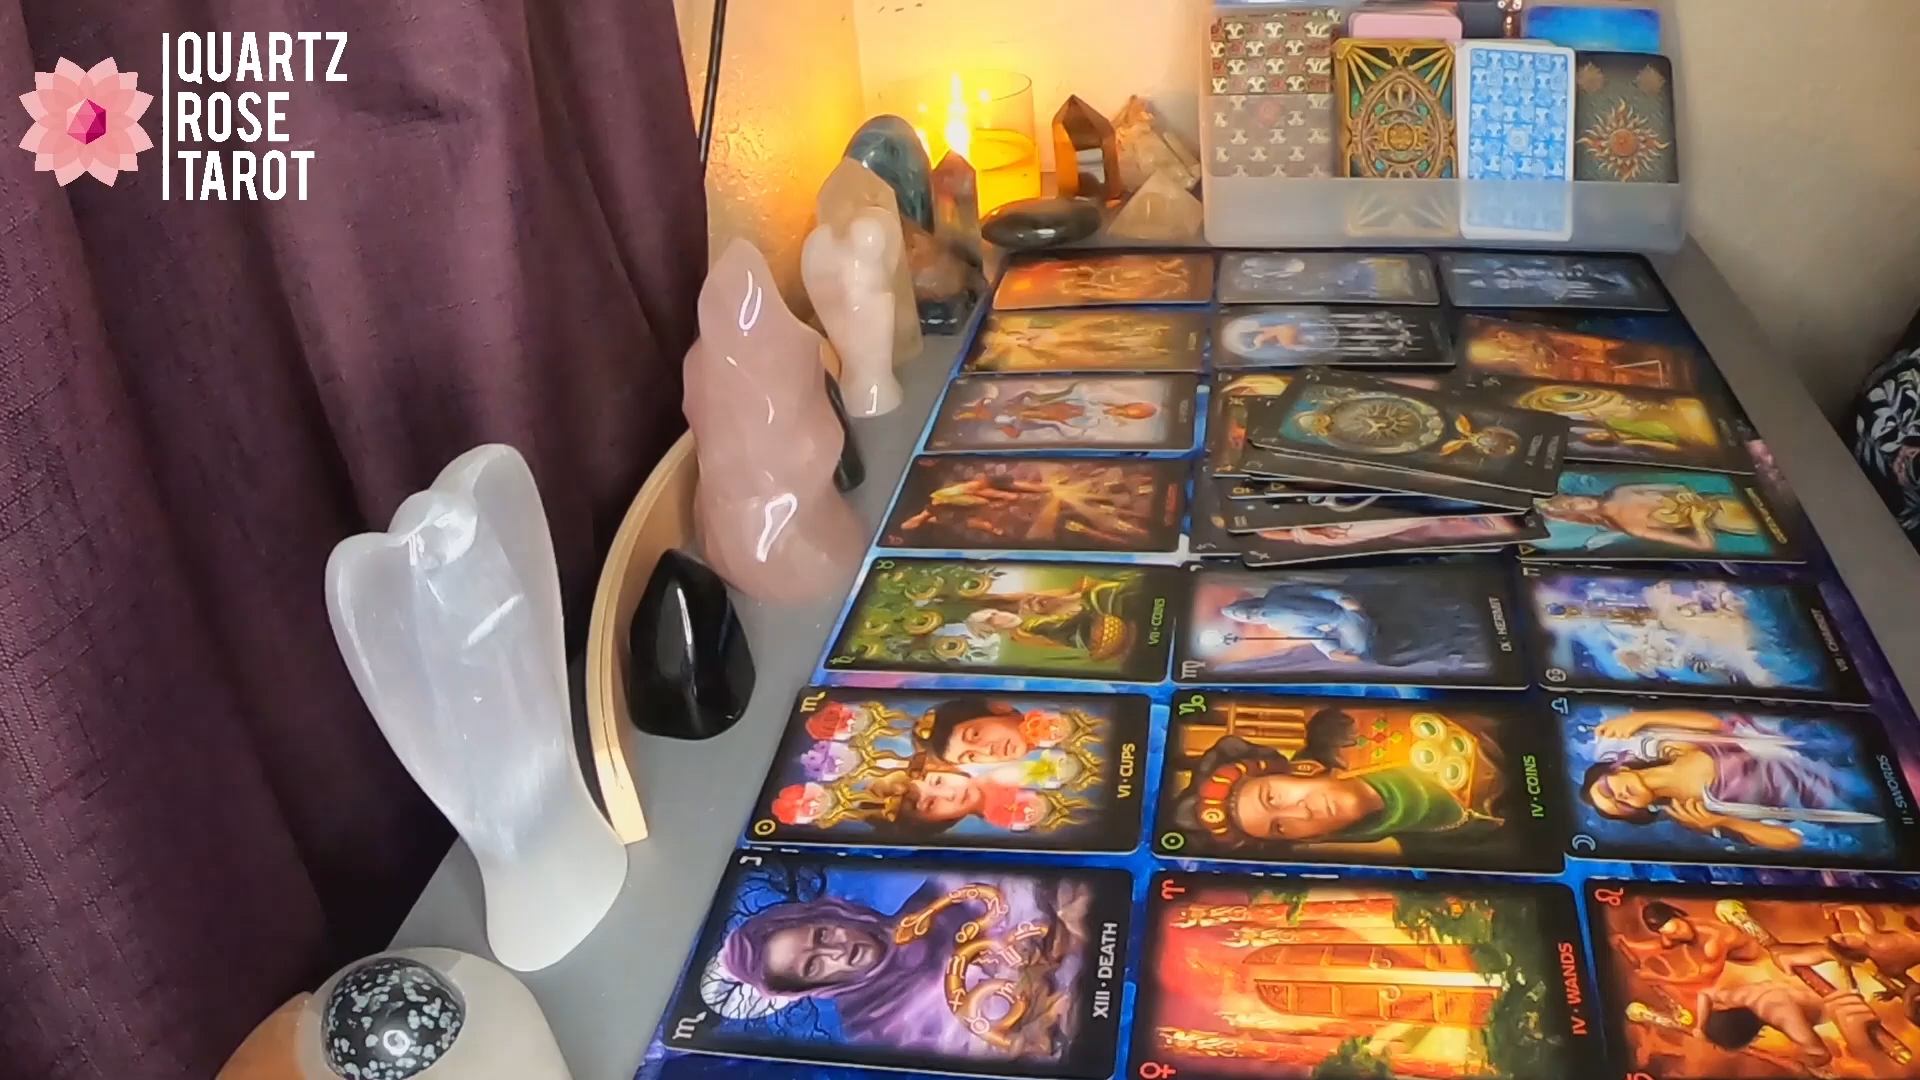 QUARTZ
ROSE
TAROT
VII · COINS
IX · HERMIT
VII · CHARIOT
VI · CUPS
IV · COINS
II · SWORDS
XIII · DEATH
IV · WANDS